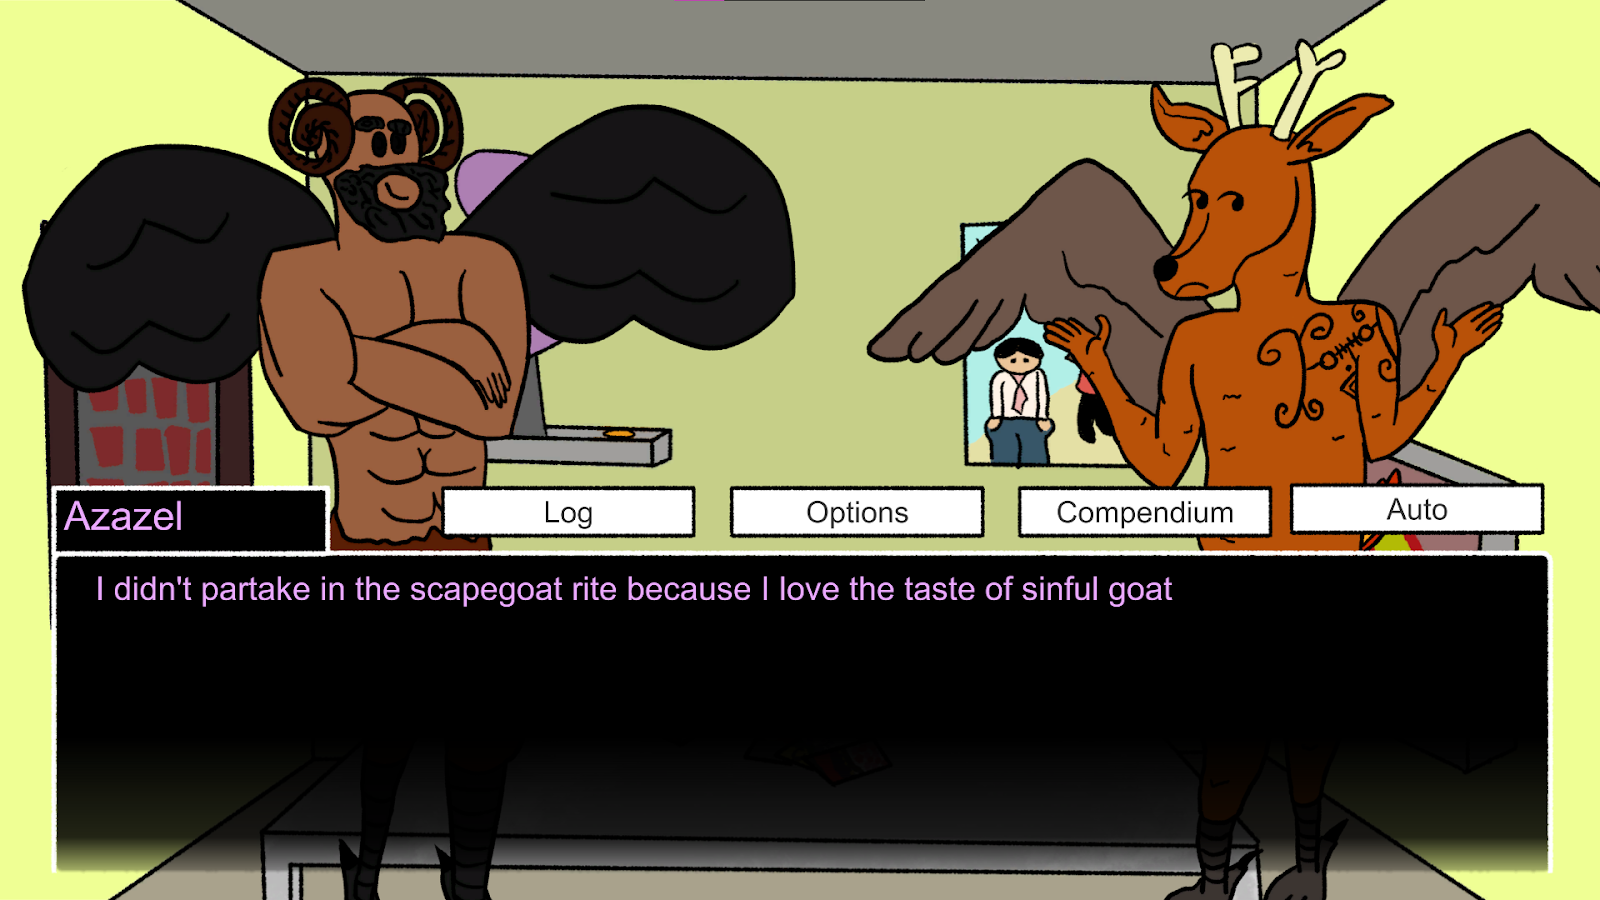 Azazel
Log
Options
Compendium
Auto
I didn't partake in the scapegoat rite because I love the taste of sinful goat